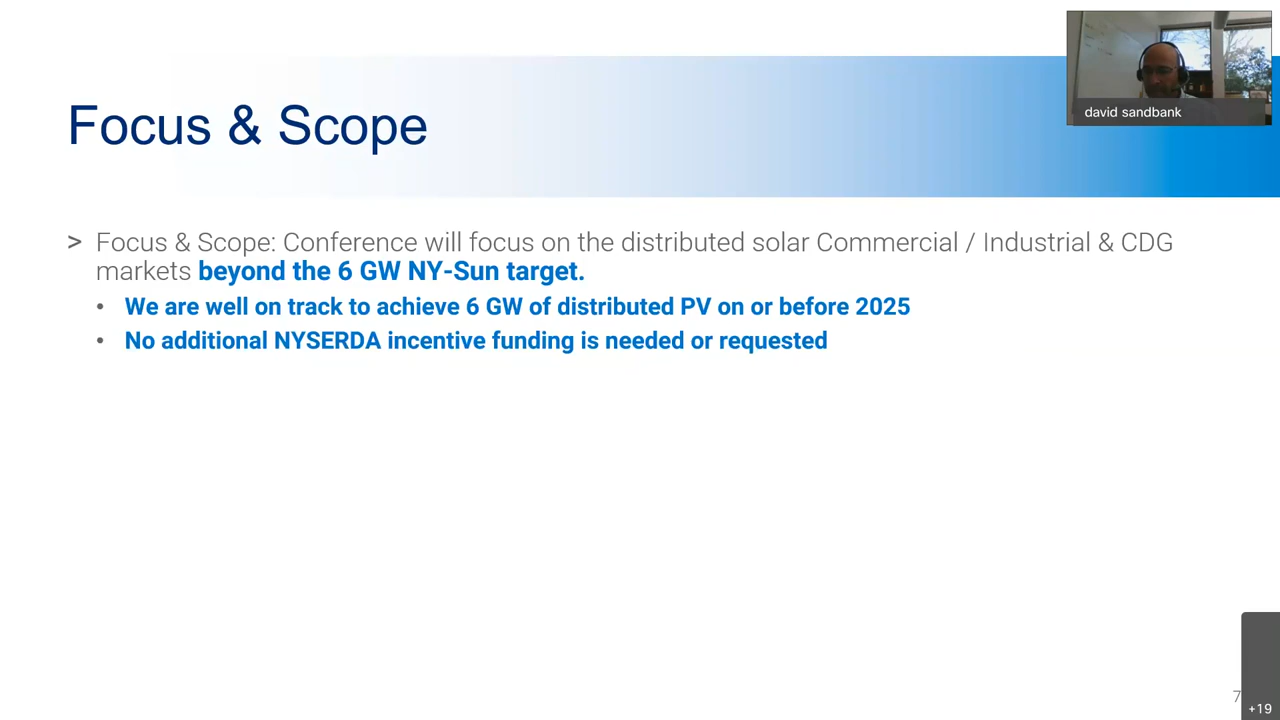 david sandbank
Focus & Scope
> Focus & Scope: Conference will focus on the distributed solar Commercial / Industrial & CDG
markets beyond the 6 GW NY-Sun target.
• We are well on track to achieve 6 GW of distributed PV on or before 2025
• No additional NYSERDA incentive funding is needed or requested
7
+19